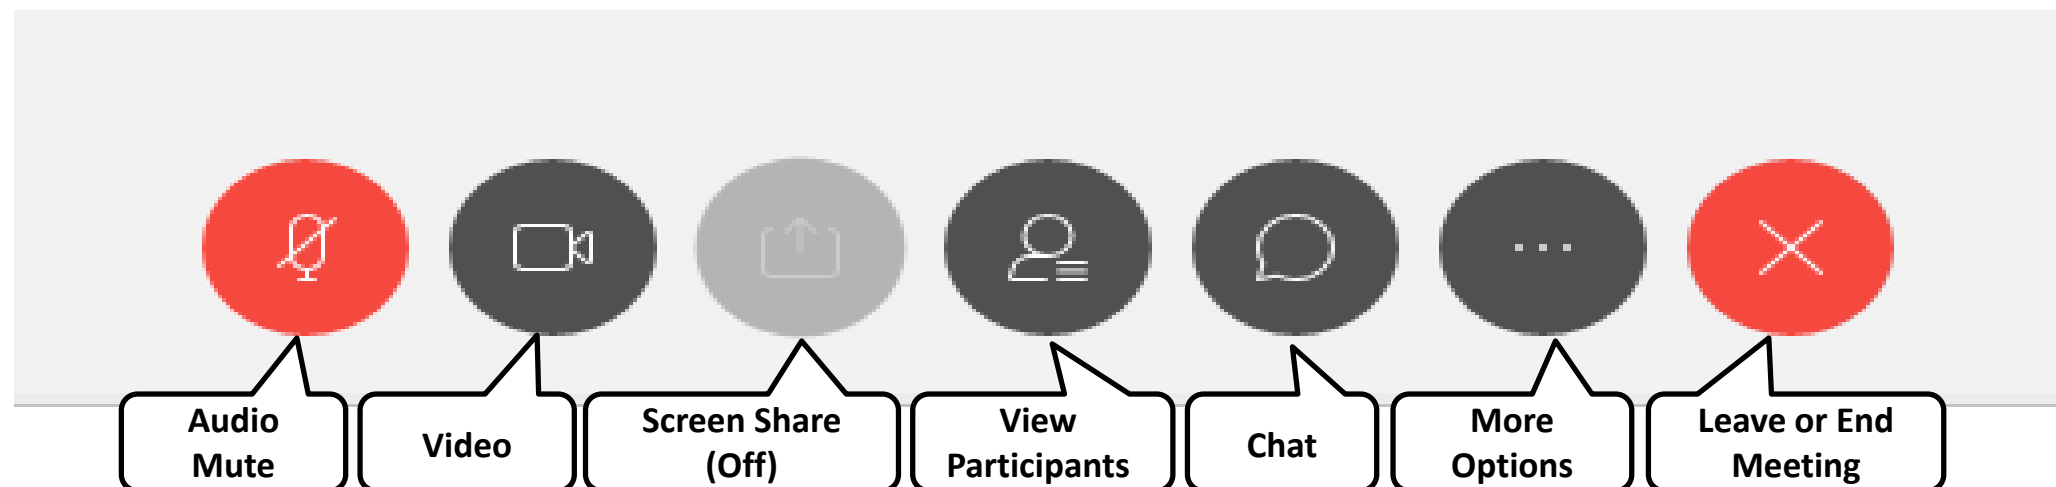 Audio
Mute
Video
Screen Share
(Off)
View
Participants
Chat
More
Options
Leave or End
Meeting